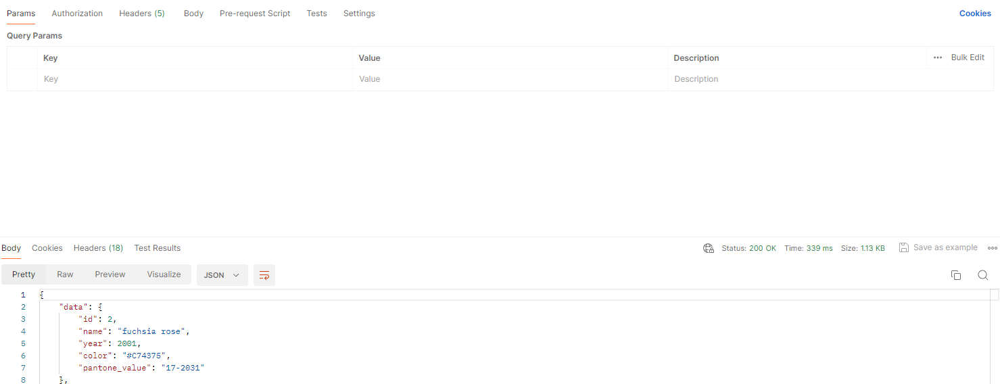 Params Authorization Headers (5) Body Pre-request Script Tests Settings Cookies
Query Params
Key Value Description ••• Bulk Edit
Key Value Description
Body Cookies Headers (18) Test Results Status: 200 OK Time: 339 ms Size: 1.13 KB Save as example
Pretty Raw Preview Visualize JSON
1 {
2 "data": {
3 "id": 2,
4 "name": "fuchsia rose",
5 "year": 2001,
6 "color": "#C74375",
7 "pantone_value": "17-2031"
8 },